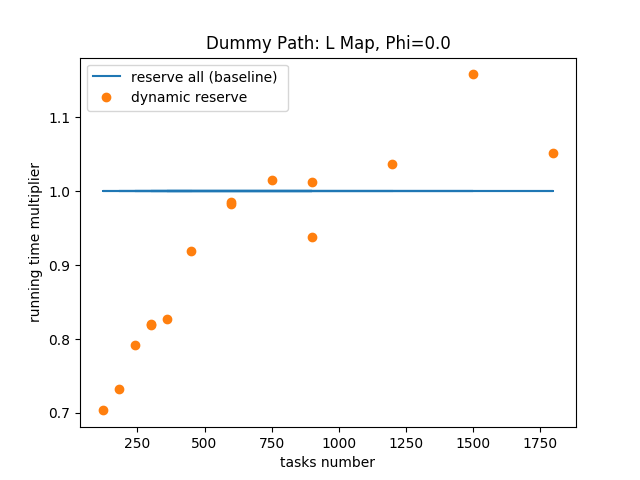 Dummy Path: L Map, Phi=0.0
reserve all (baseline)
dynamic reserve
running time multiplier
1.1
1.0
0.9
0.8
0.7
250 500 750 1000 1250 1500 1750
tasks number